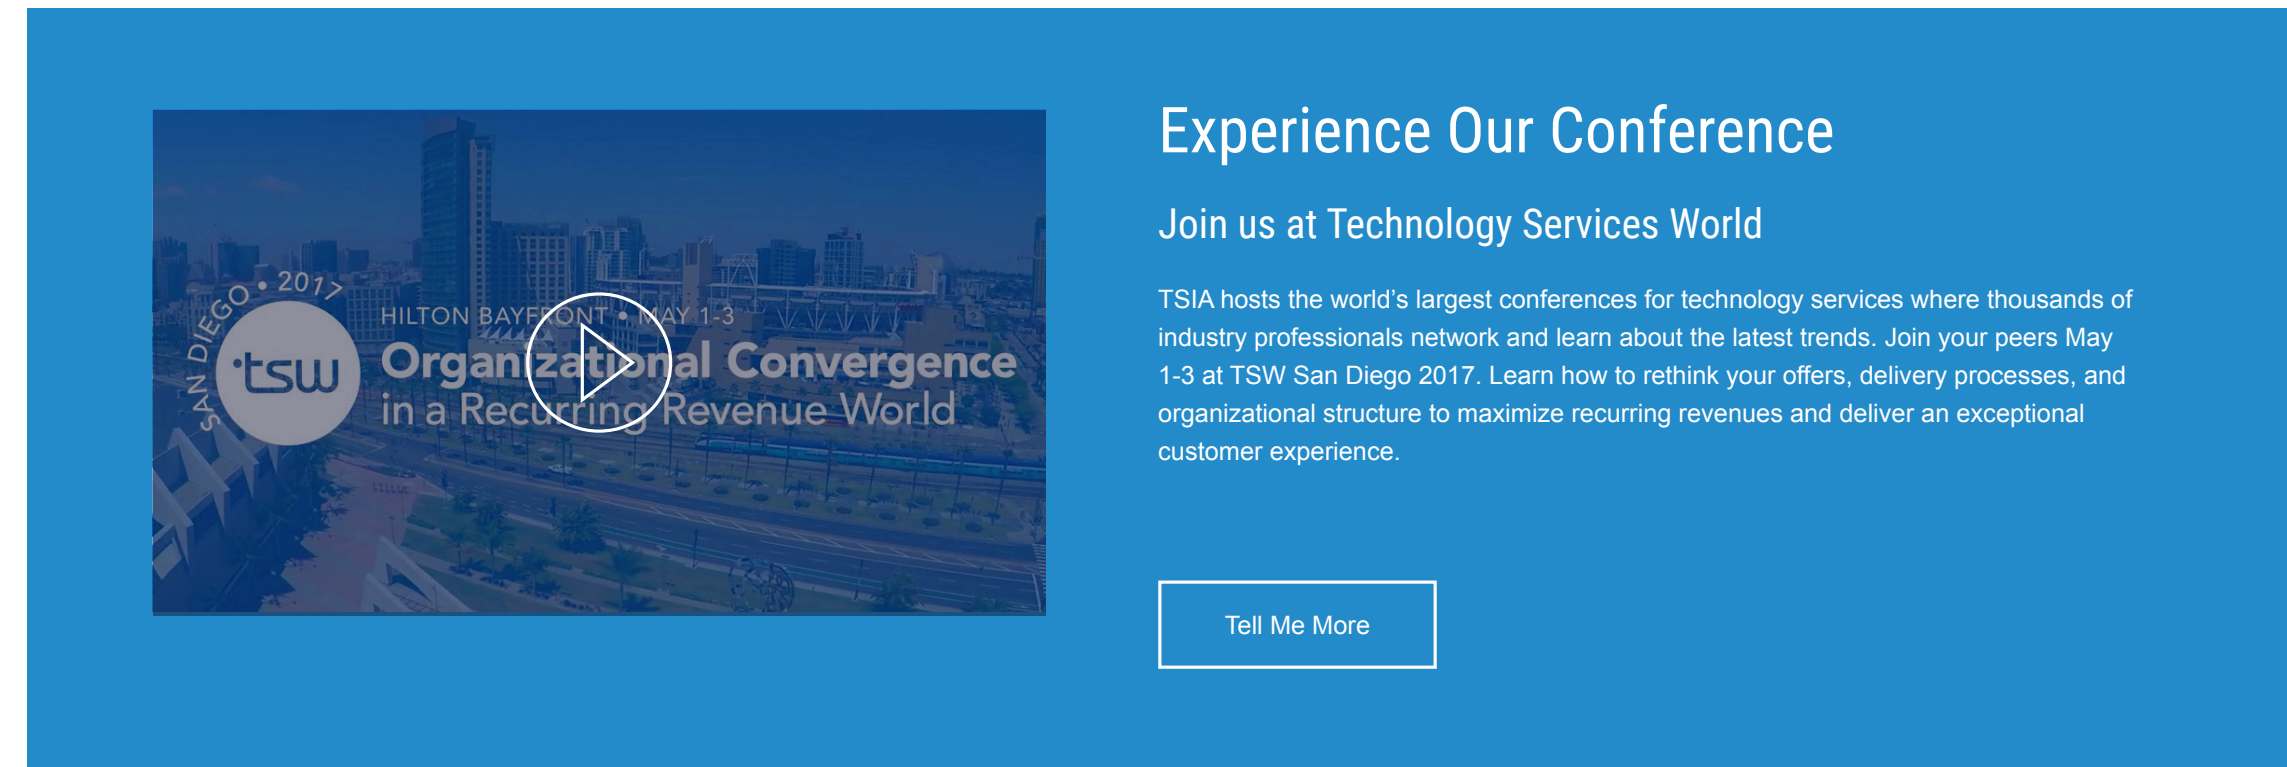 SAN DIEGO • 2017
tsw
HILTON BAYFRONT • MAY 1-3
Organizational Convergence
in a Recurring Revenue World
Experience Our Conference
Join us at Technology Services World
TSIA hosts the world’s largest conferences for technology services where thousands of
industry professionals network and learn about the latest trends. Join your peers May
1-3 at TSW San Diego 2017. Learn how to rethink your offers, delivery processes, and
organizational structure to maximize recurring revenues and deliver an exceptional
customer experience.
Tell Me More